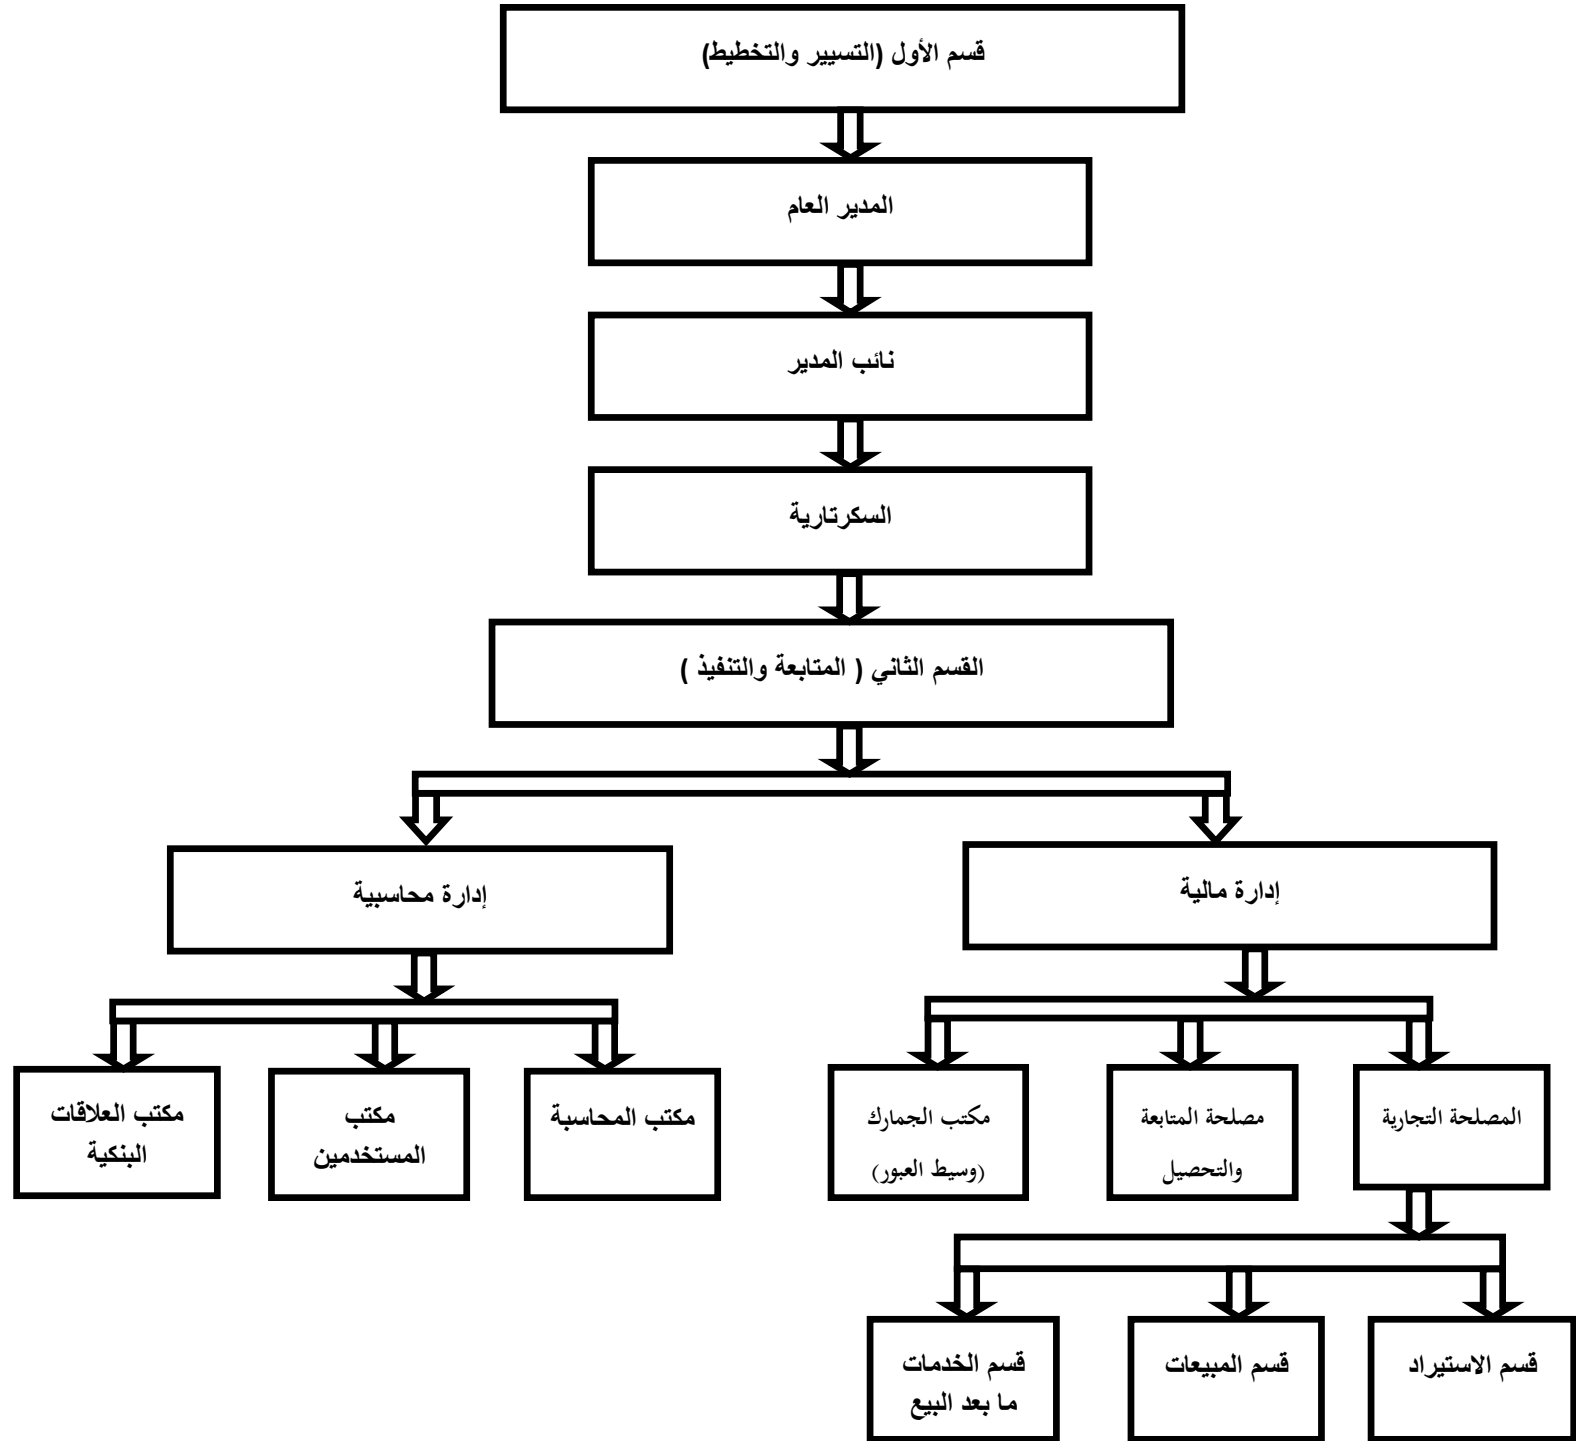 قسم الأول (التسيير والتخطيط)
المدير العام
نائب المدير
السكرتارية
القسم الثاني ( المتابعة والتنفيذ )
إدارة مالية
إدارة محاسبية
المصلحة التجارية
مصلحة المتابعة
والتحصيل
مكتب الجمارك
(وسيط العبور)
مكتب المحاسبة
مكتب
المستخدمين
مكتب العلاقات
البنكية
قسم الاستيراد
قسم المبيعات
قسم الخدمات
ما بعد البيع